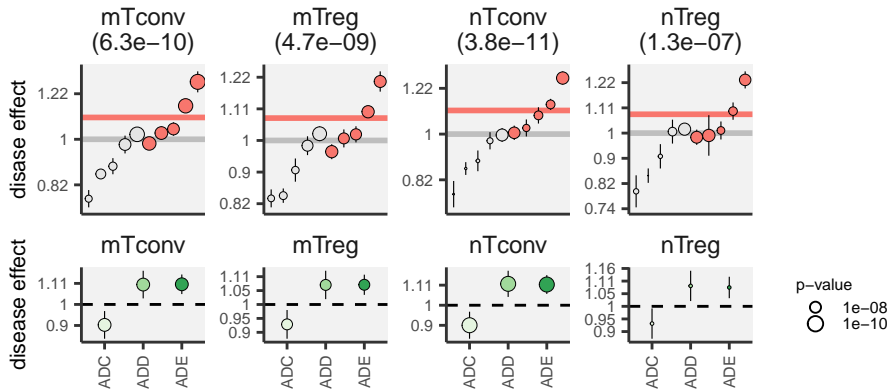 mTconv
(6.3e−10)
mTreg
(4.7e−09)
nTconv
(3.8e−11)
nTreg
(1.3e−07)
disase effect
1.22
1
0.82
1.22
1.11
1
0.9
0.82
1.22
1
0.82
1.22
1.11
1
0.9
0.82
0.74
mTconv
mTreg
nTconv
nTreg
disease effect
1.11
1
0.9
1.11
1.05
1
0.95
0.9
1.11
1
0.9
1.16
1.11
1.05
1
0.95
0.9
ADC
ADD
ADE
ADC
ADD
ADE
ADC
ADD
ADE
ADC
ADD
ADE
p−value
1e−08
1e−10